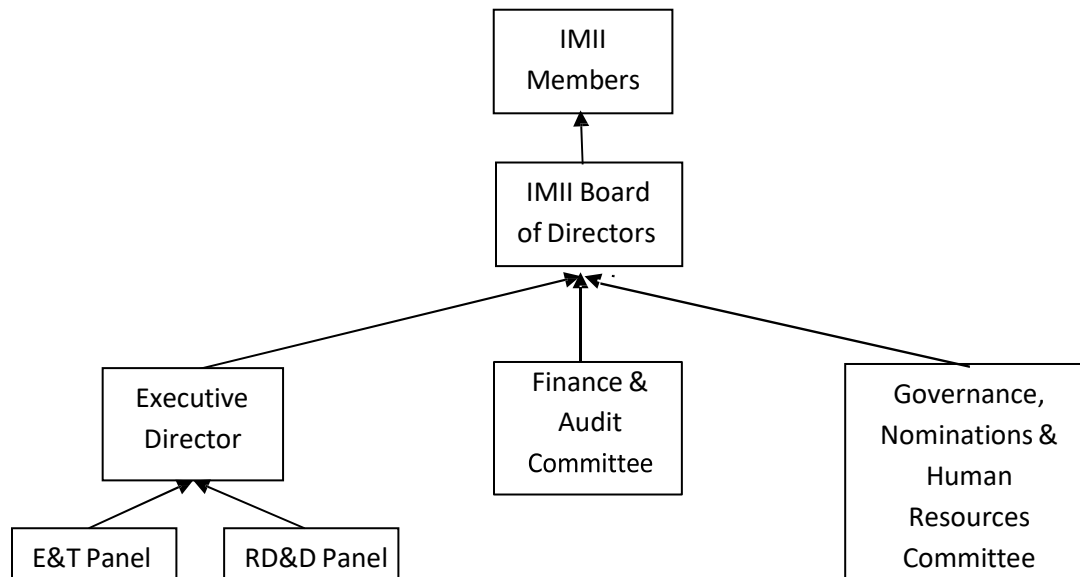 IMII
Members
IMII Board
of Directors
Executive
Director
Finance &
Audit
Committee
Governance,
Nominations &
Human
Resources
Committee
E&T Panel
RD&D Panel